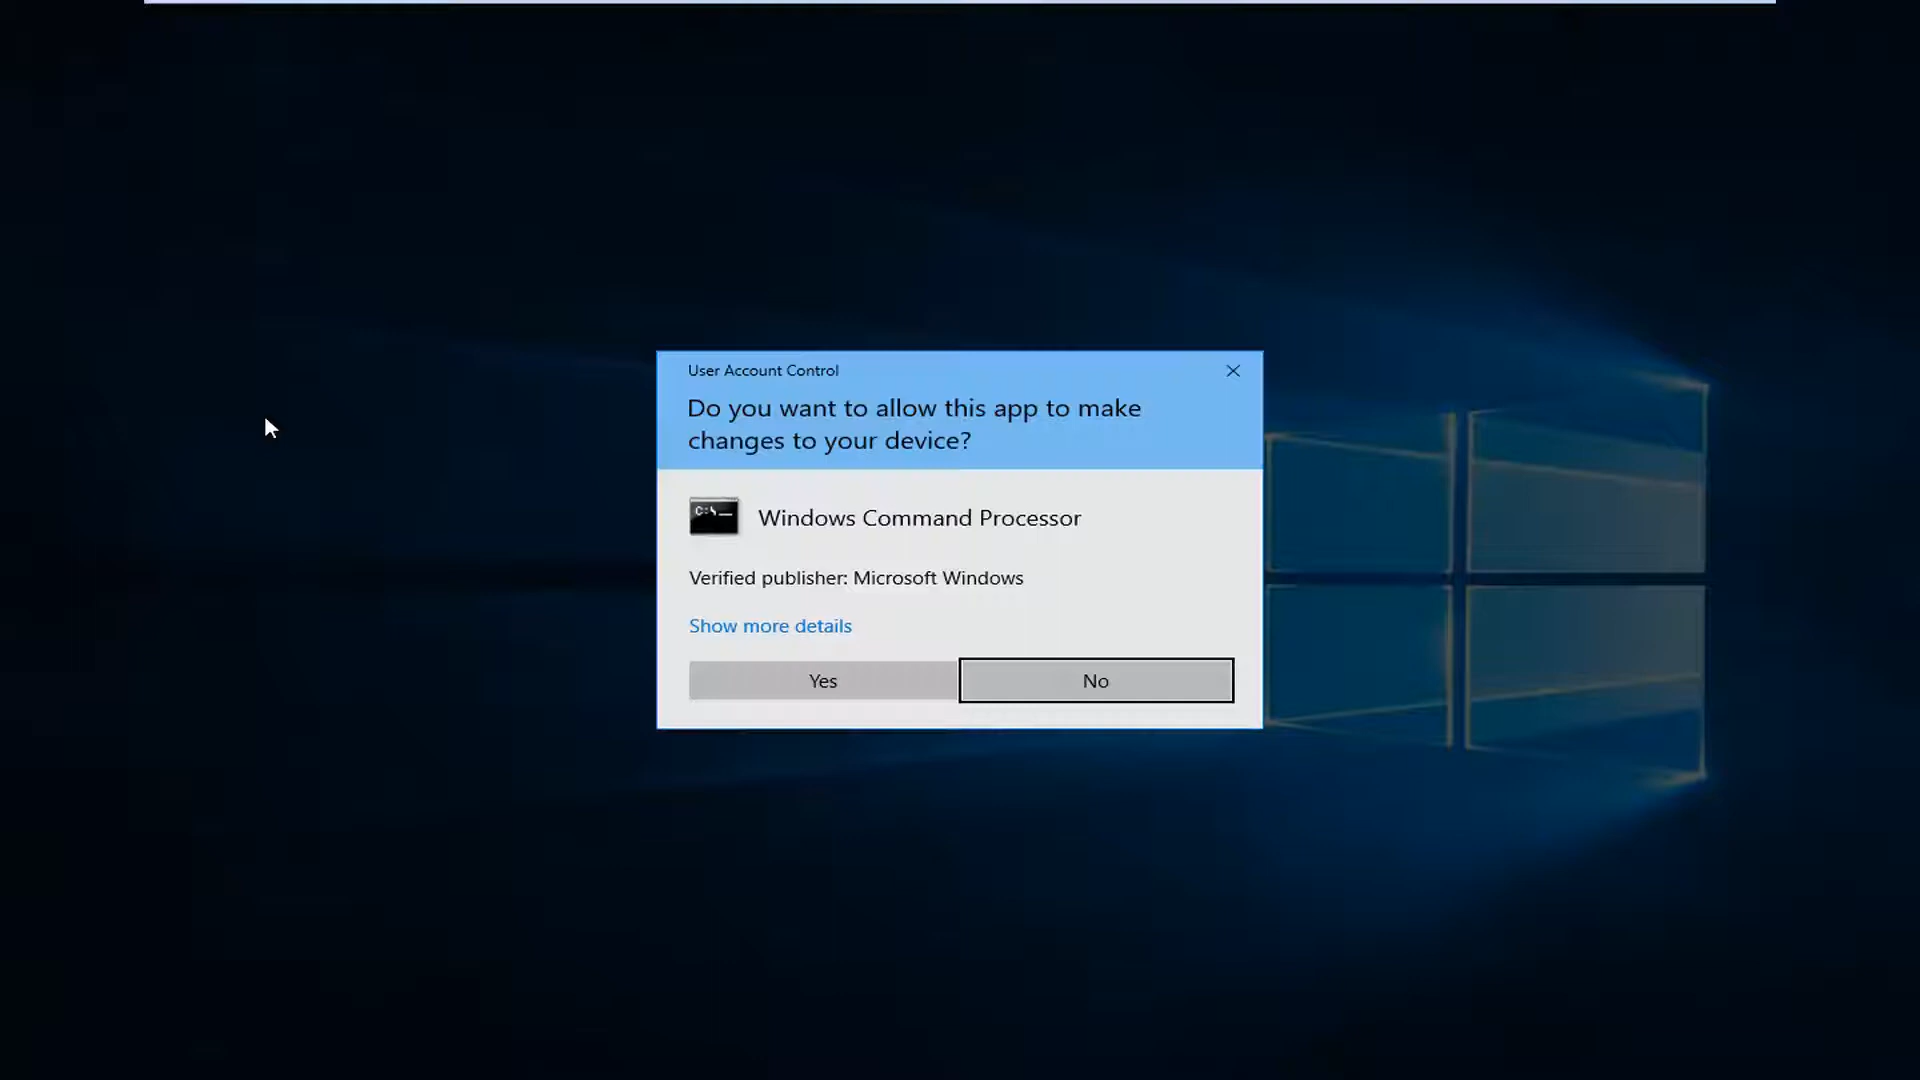 User Account Control
Do you want to allow this app to make
changes to your device?
C:\
Windows Command Processor
Verified publisher: Microsoft Windows
Show more details
Yes
No